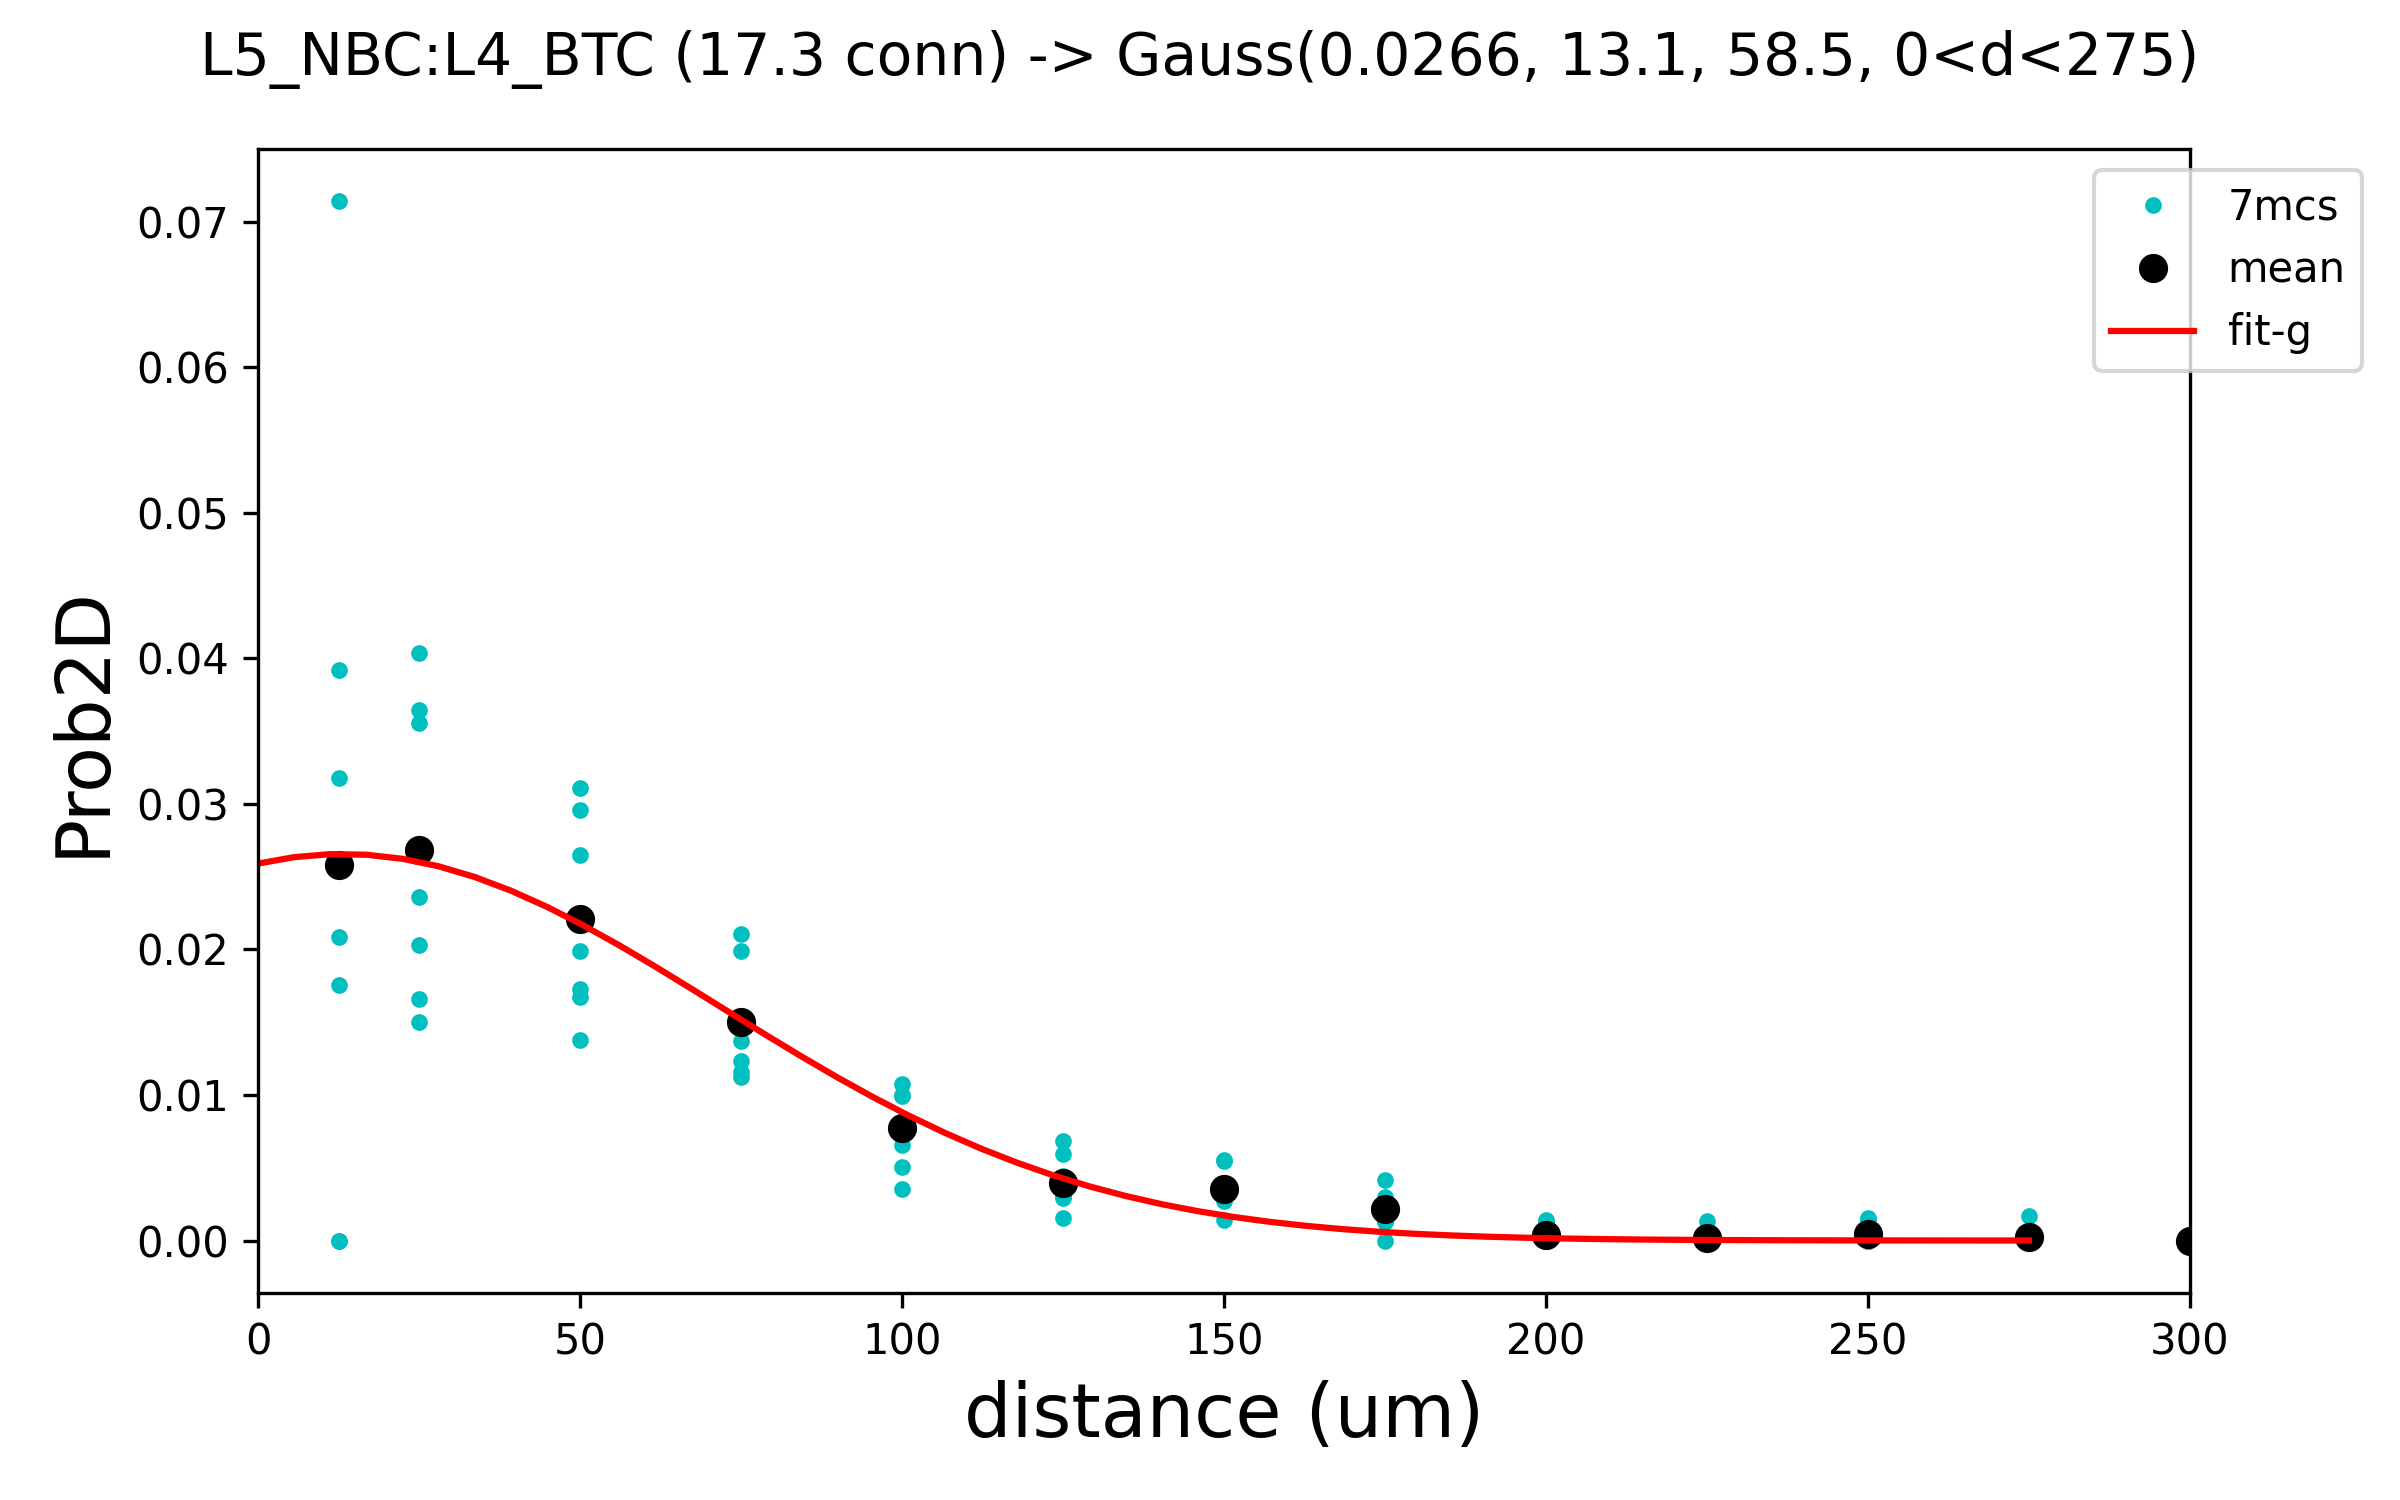 L5_NBC:L4_BTC (17.3 conn) -> Gauss(0.0266, 13.1, 58.5, 0<d<275)
7mcs
mean
fit-g
0.07
0.06
0.05
0.04
0.03
0.02
0.01
0.00
Prob2D
0 50 100 150 200 250 300
distance (um)